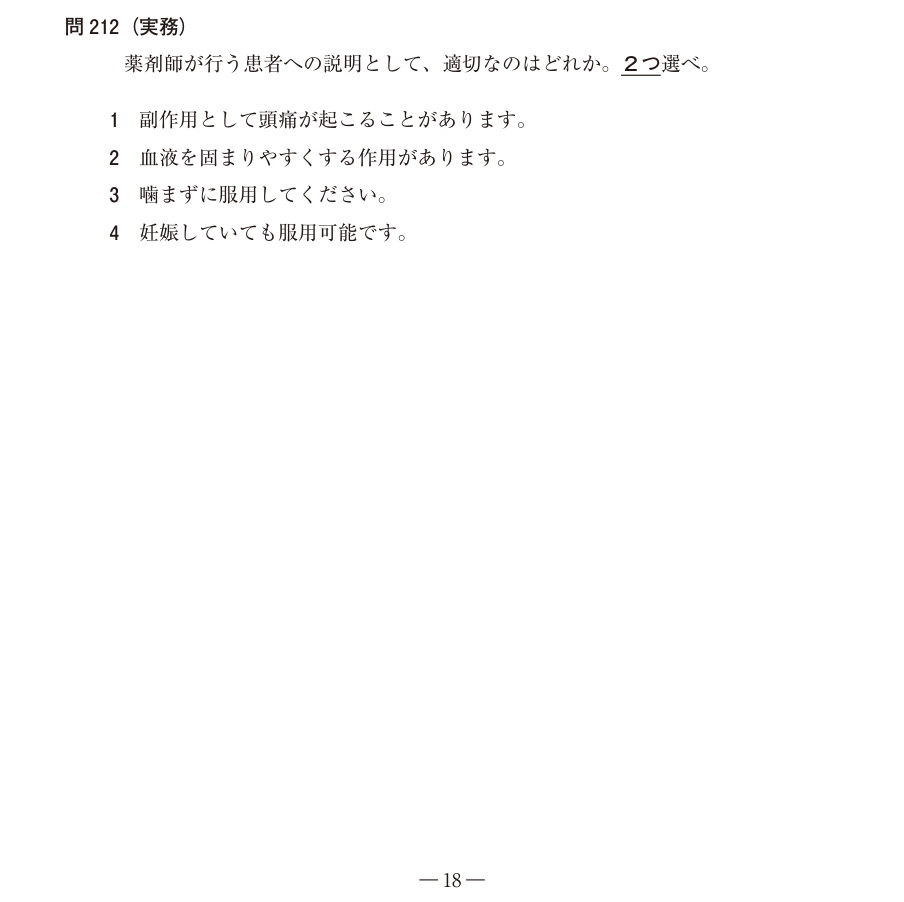 問 212（実務）
薬剤師が行う患者への説明として、適切なのはどれか。２つ選べ。
1 副作用として頭痛が起こることがあります。
2 血液を固まりやすくする作用があります。
3 噛まずに服用してください。
4 妊娠していても服用可能です。
― 18 ―